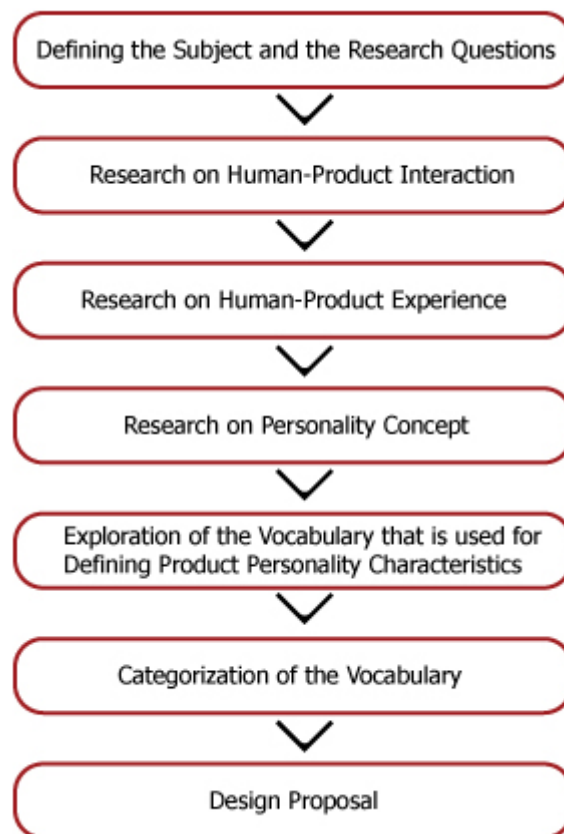 Defining the Subject and the Research Questions
Research on Human-Product Interaction
Research on Human-Product Experience
Research on Personality Concept
Exploration of the Vocabulary that is used for
Defining Product Personality Characteristics
Categorization of the Vocabulary
Design Proposal